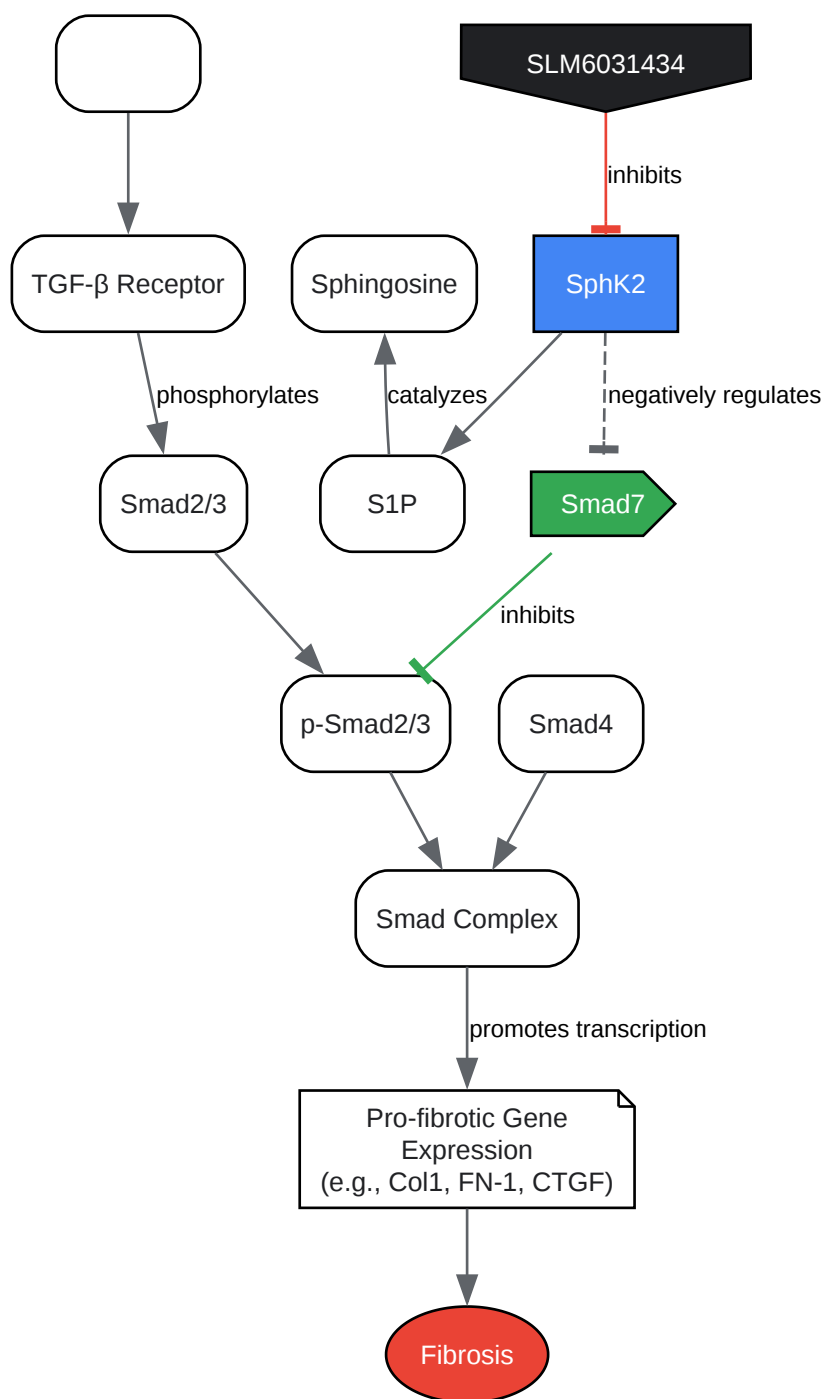 SLM6031434
inhibits
TGF-β Receptor
Sphingosine
SphK2
phosphorylates
catalyzes
negatively regulates
Smad2/3
S1P
Smad7
inhibits
p-Smad2/3
Smad4
Smad Complex
promotes transcription
Pro-fibrotic Gene
Expression
(e.g., Col1, FN-1, CTGF)
Fibrosis